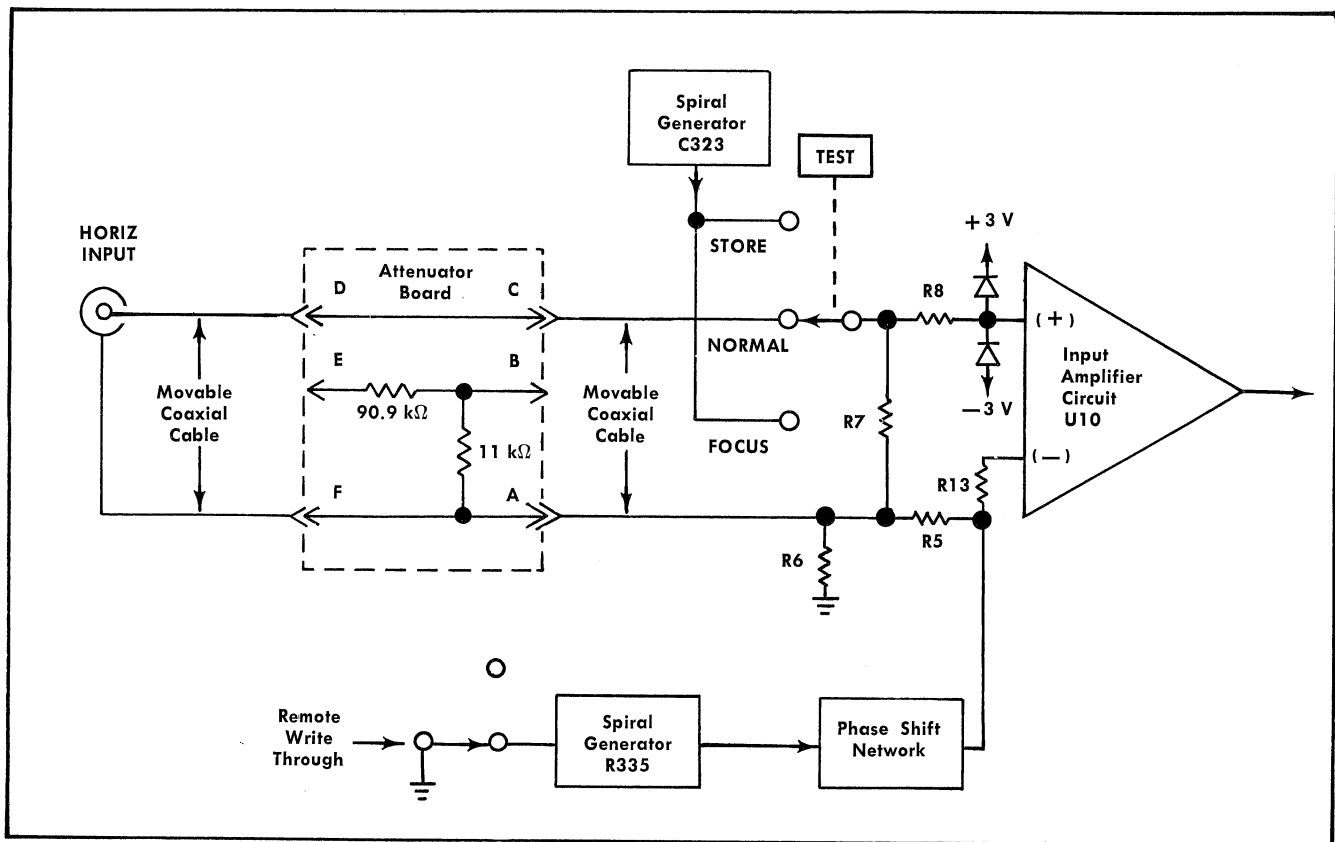 Spiral
Generator
C323
TEST
STORE
+3 V
HORIZ
INPUT
Attenuator
Board
D
C
R8
(+)
NORMAL
E
B
Input
Amplifier
Circuit
U10
Movable
Coaxial
Cable
90.9 kΩ
Movable
Coaxial
Cable
−3 V
R7
FOCUS
11 kΩ
(−)
R13
F
A
R5
R6
Remote
Write
Through
Spiral
Generator
R335
Phase Shift
Network